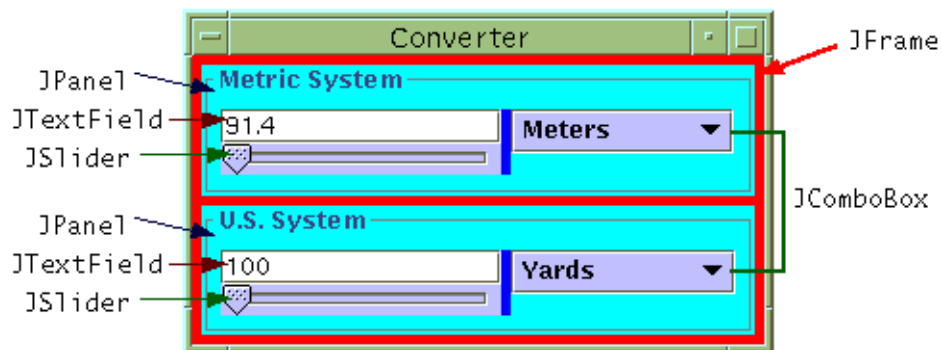 Converter
JFrame
JPanel
Metric System
JTextField
91.4
Meters
JSlider
JComboBox
JPanel
U.S. System
JTextField
100
Yards
JSlider